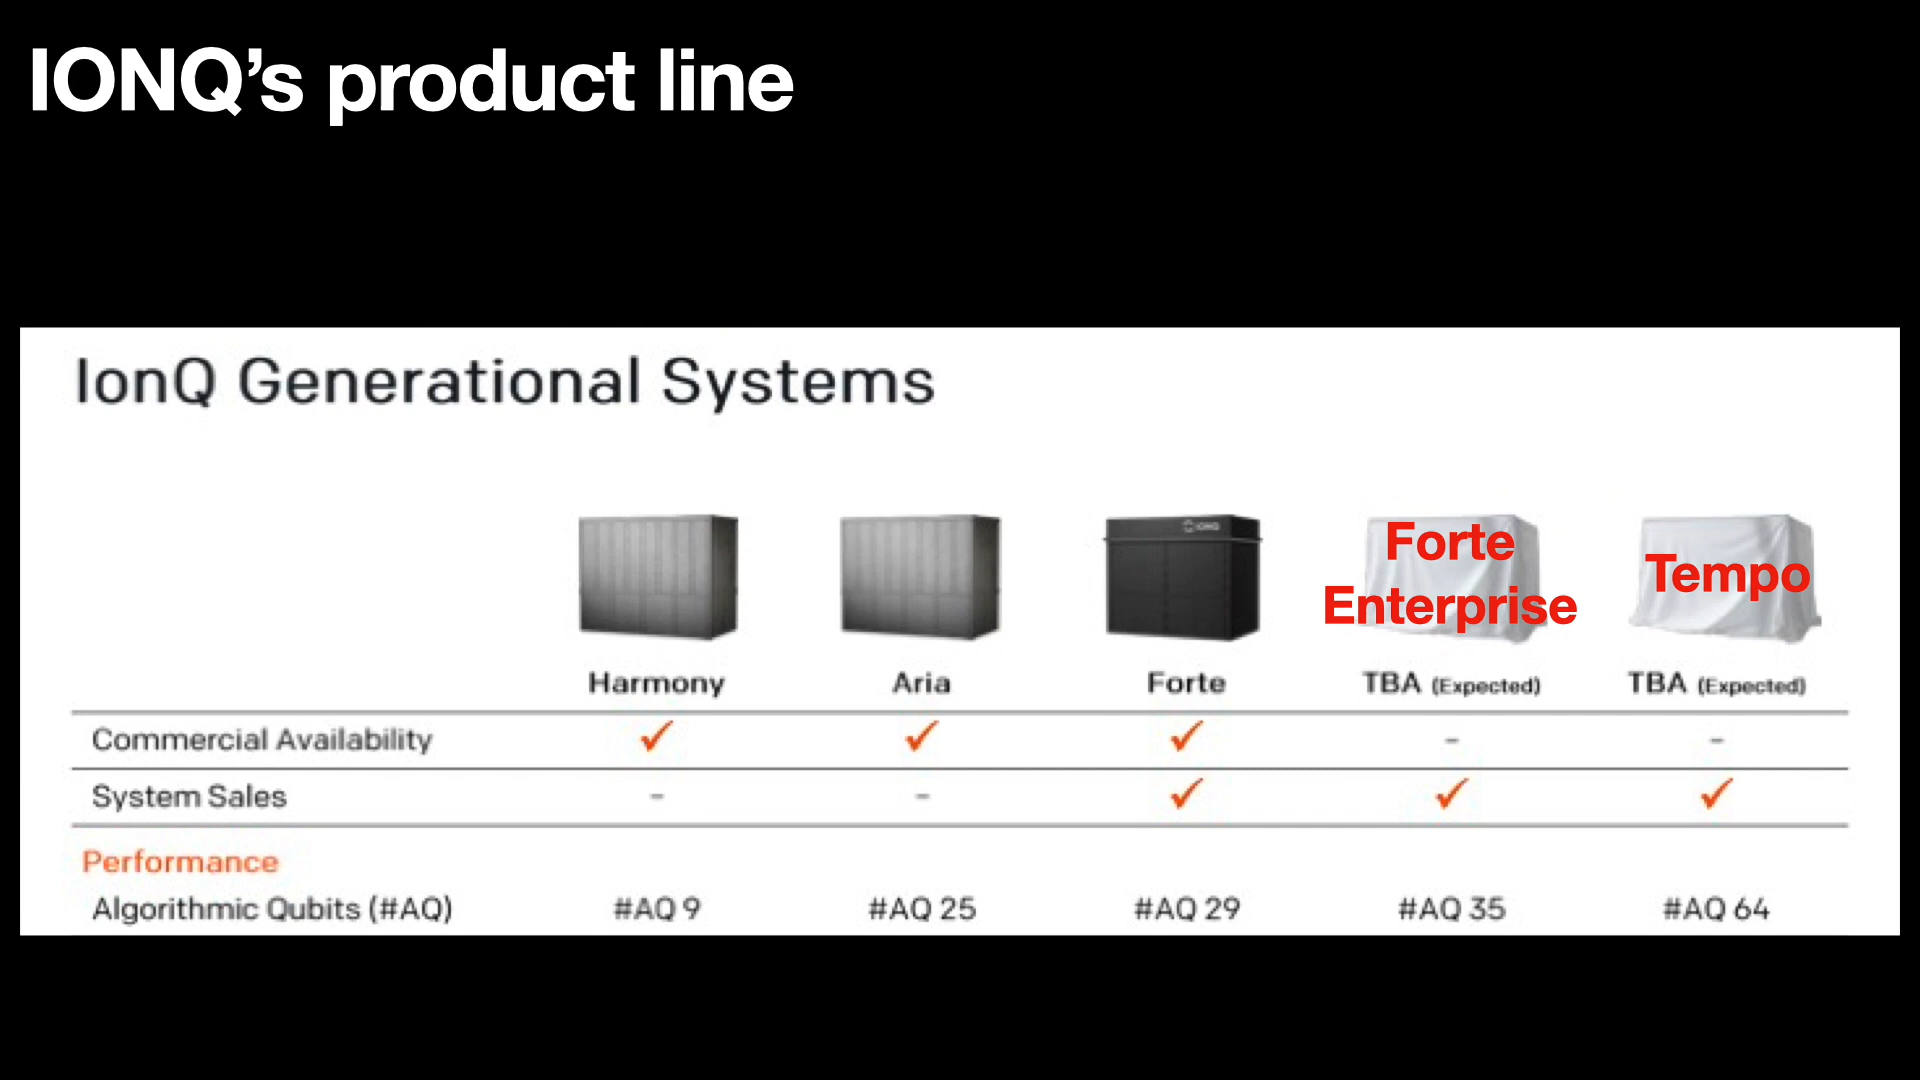 IONQ’s product line
IonQ Generational Systems
IONQ
Forte
Enterprise
Tempo
Harmony Aria Forte TBA (Expected) TBA (Expected)
Commercial Availability ✓ ✓ ✓ – –
System Sales – – ✓ ✓ ✓
Performance
Algorithmic Qubits (#AQ) #AQ 9 #AQ 25 #AQ 29 #AQ 35 #AQ 64